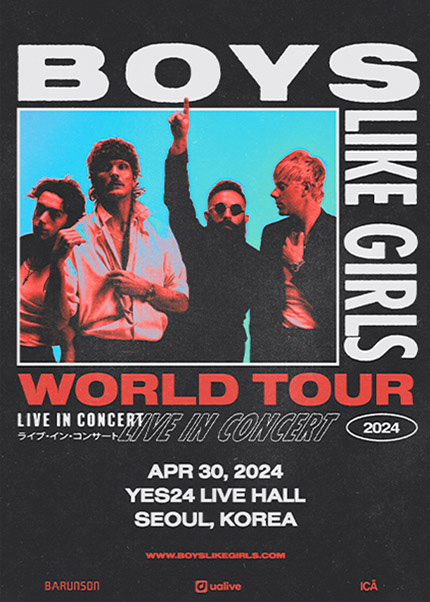 BOYS
LIKE GIRLS
WORLD TOUR
LIVE IN CONCERT
LIVE IN CONCERT
2024
ライブ・イン・コンサート
APR 30, 2024
YES24 LIVE HALL
SEOUL, KOREA
WWW.BOYSLIKEGIRLS.COM
BARUNSON
ualive
ICĀ